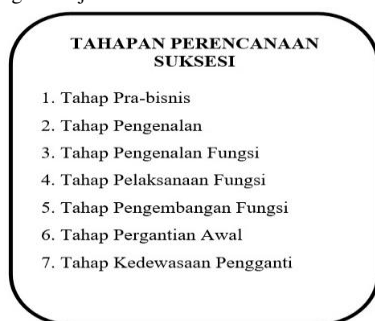 TAHAPAN PERENCANAAN
SUKSESI
1. Tahap Pra-bisnis
2. Tahap Pengenalan
3. Tahap Pengenalan Fungsi
4. Tahap Pelaksanaan Fungsi
5. Tahap Pengembangan Fungsi
6. Tahap Pergantian Awal
7. Tahap Kedewasaan Pengganti